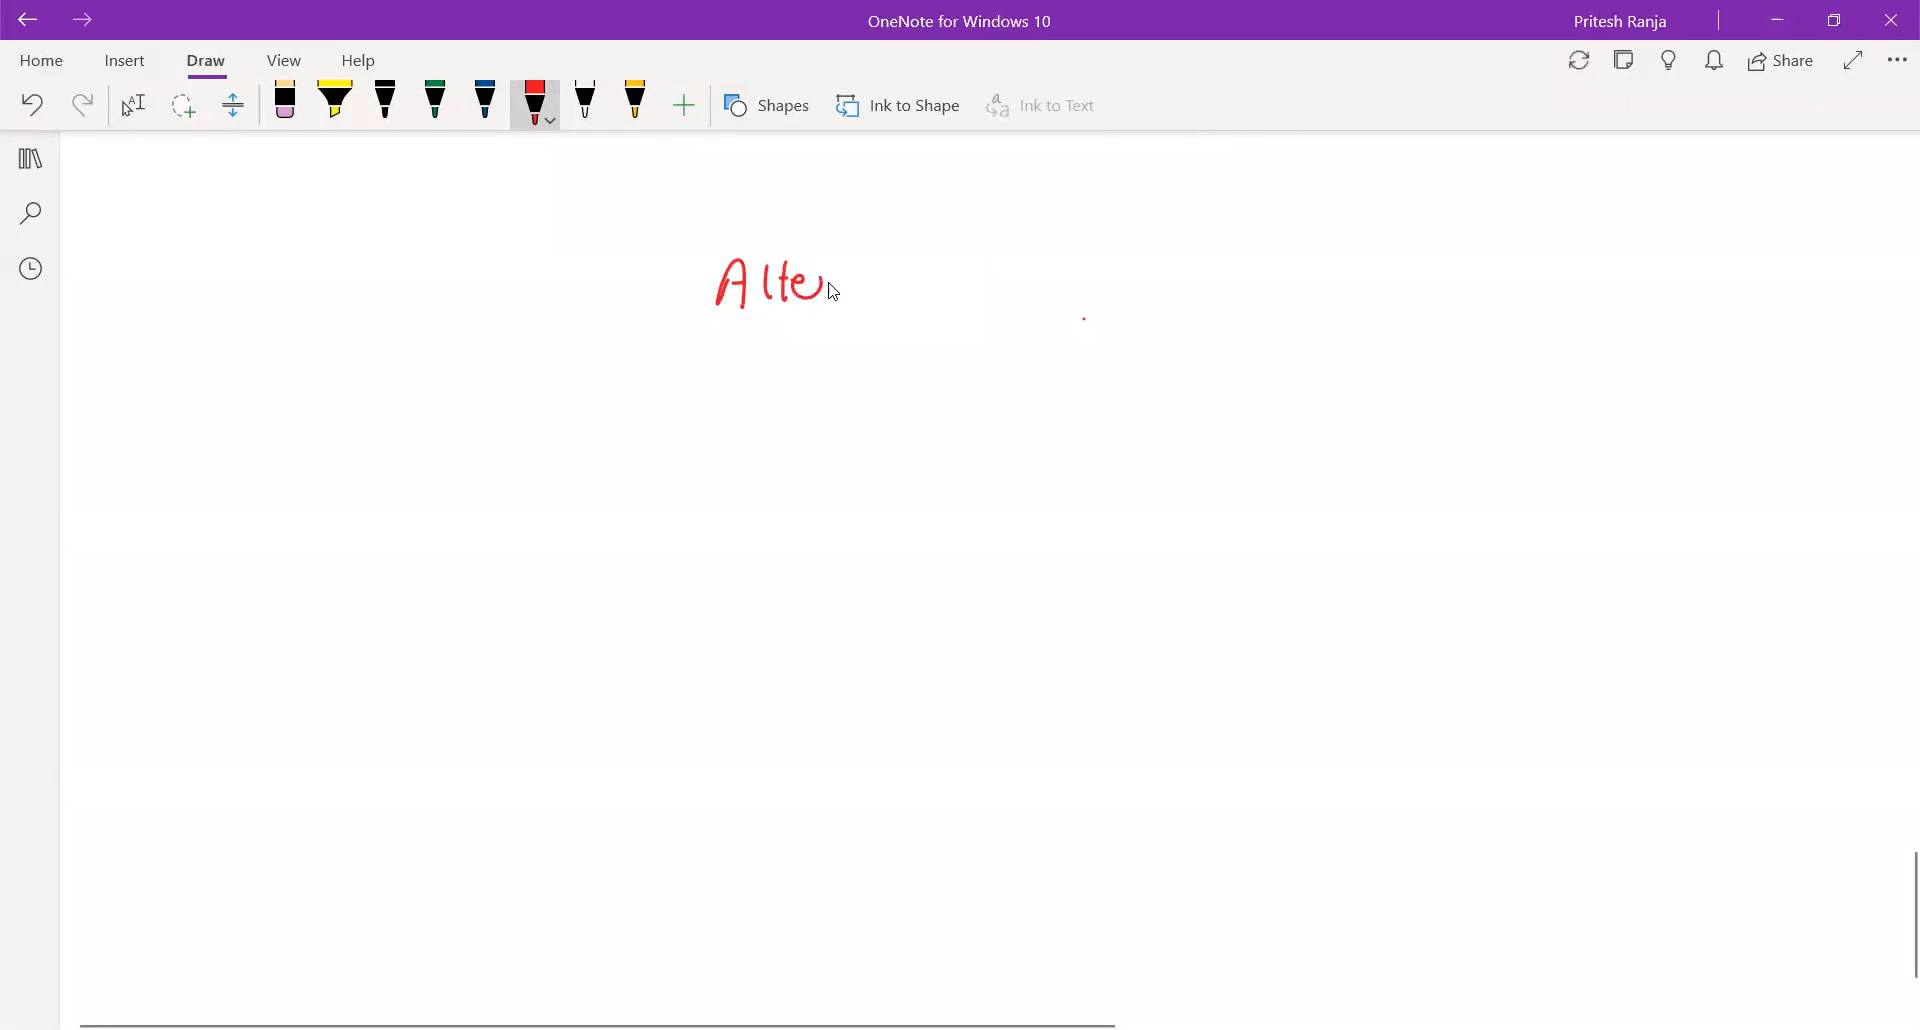 OneNote for Windows 10
Pritesh Ranja
Home Insert Draw View Help
Share
Shapes Ink to Shape Ink to Text
Alte